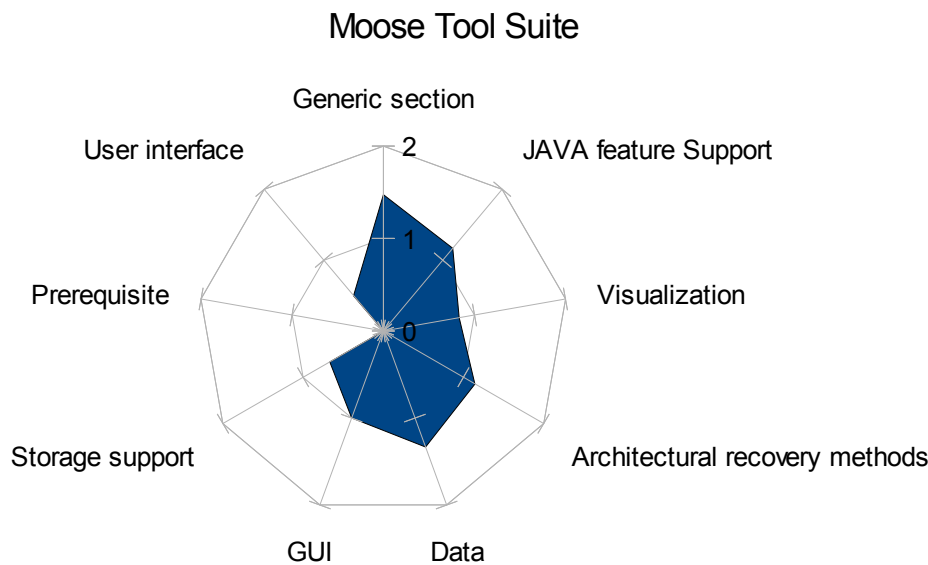 Moose Tool Suite
Generic section
User interface
2
JAVA feature Support
1
Prerequisite
Visualization
0
Storage support
Architectural recovery methods
GUI
Data